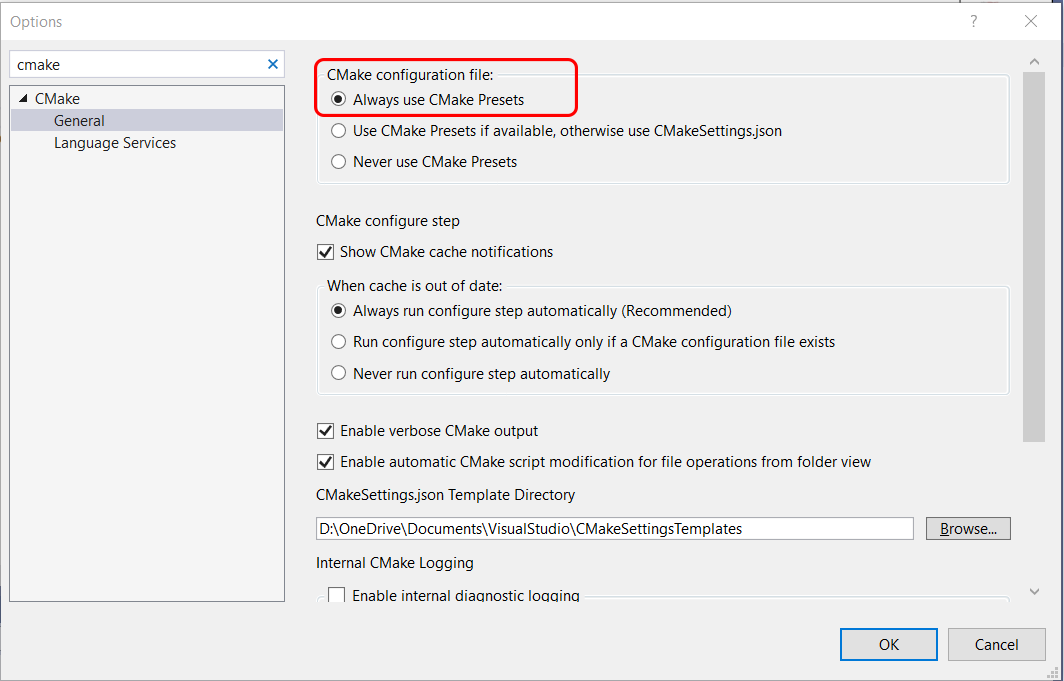 Options
?
cmake
CMake
General
Language Services
CMake configuration file:
Always use CMake Presets
Use CMake Presets if available, otherwise use CMakeSettings.json
Never use CMake Presets
CMake configure step
Show CMake cache notifications
When cache is out of date:
Always run configure step automatically (Recommended)
Run configure step automatically only if a CMake configuration file exists
Never run configure step automatically
Enable verbose CMake output
Enable automatic CMake script modification for file operations from folder view
CMakeSettings.json Template Directory
D:\OneDrive\Documents\VisualStudio\CMakeSettingsTemplates
Browse...
Internal CMake Logging
Enable internal diagnostic logging
OK
Cancel